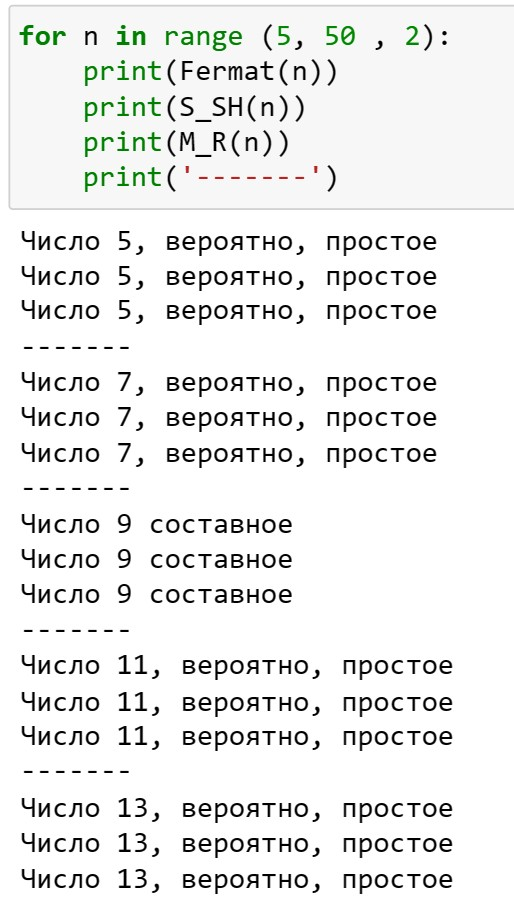 for n in range (5, 50 , 2):
    print(Fermat(n))
    print(S_SH(n))
    print(M_R(n))
    print('-------')
Число 5, вероятно, простое
Число 5, вероятно, простое
Число 5, вероятно, простое
-------
Число 7, вероятно, простое
Число 7, вероятно, простое
Число 7, вероятно, простое
-------
Число 9 составное
Число 9 составное
Число 9 составное
-------
Число 11, вероятно, простое
Число 11, вероятно, простое
Число 11, вероятно, простое
-------
Число 13, вероятно, простое
Число 13, вероятно, простое
Число 13, вероятно, простое